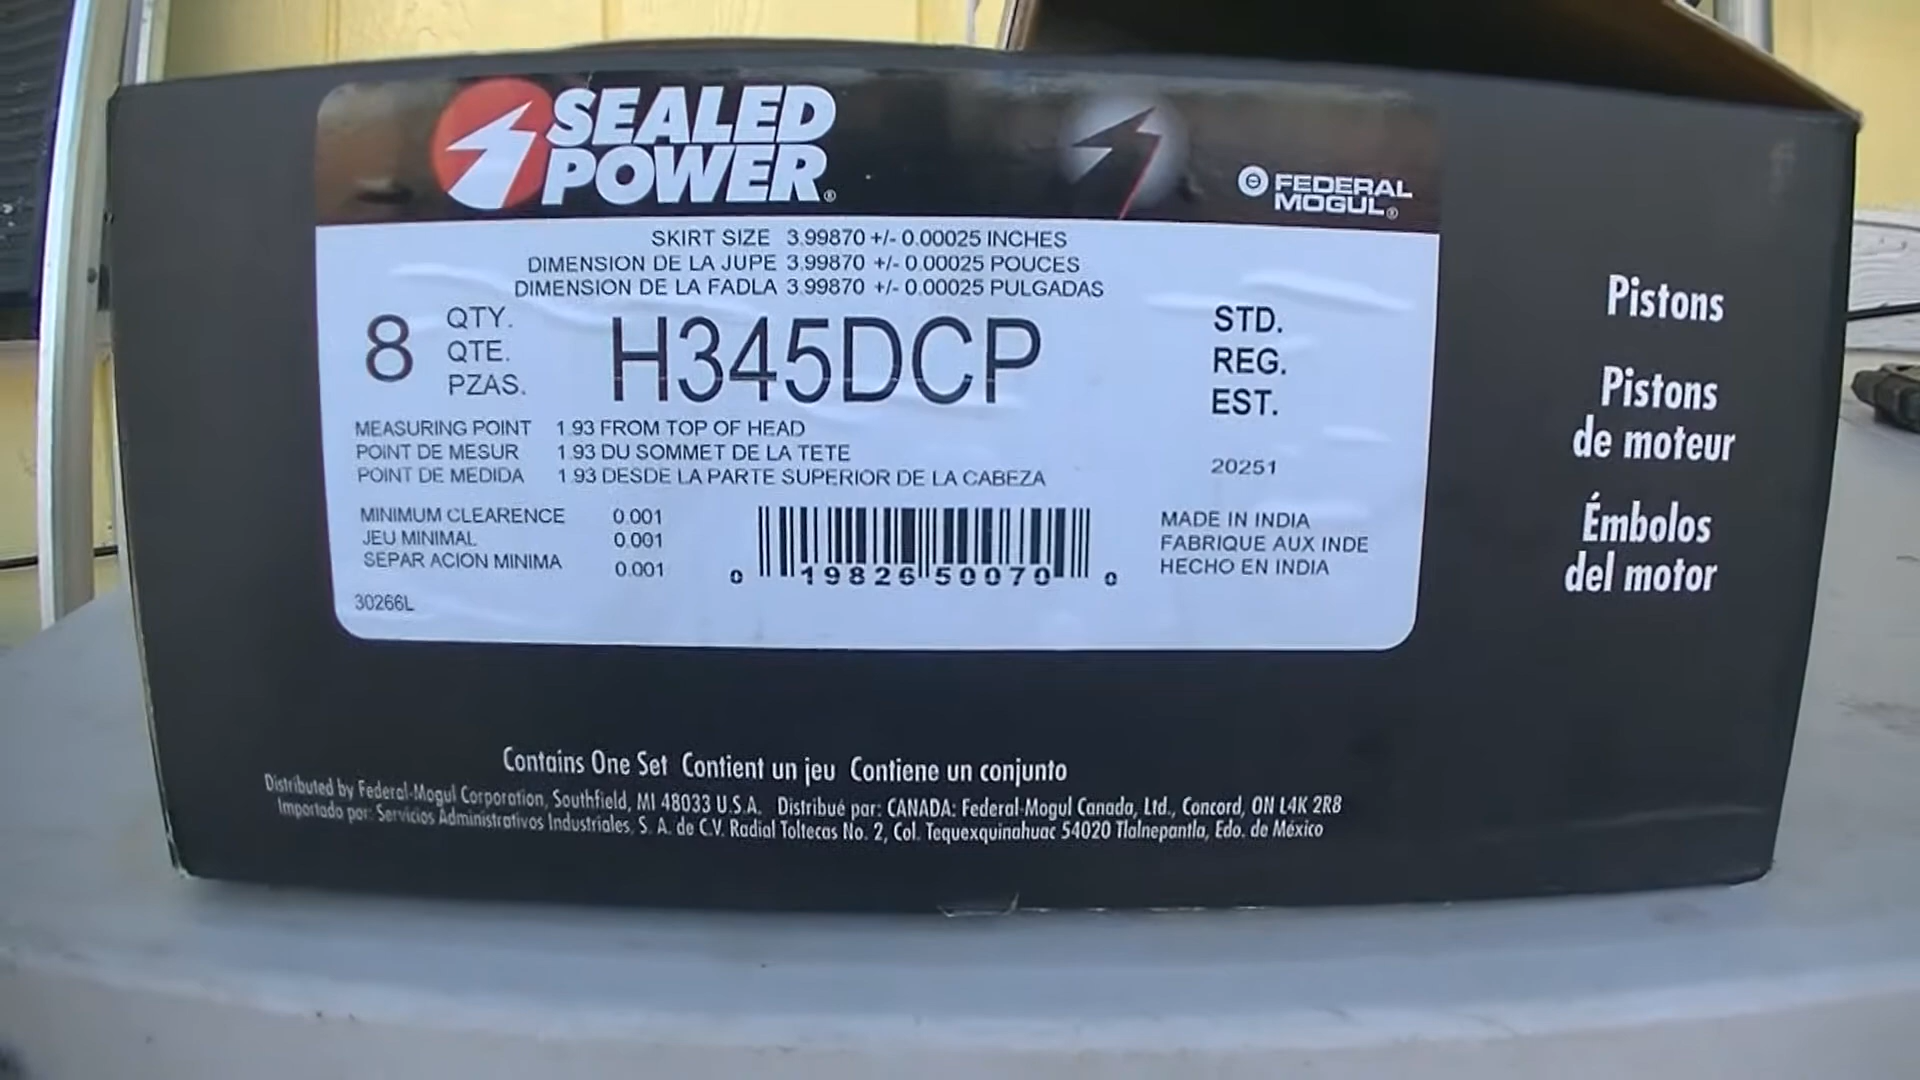 SEALED
POWER®
FEDERAL
MOGUL®
SKIRT SIZE 3.99870 +/- 0.00025 INCHES
DIMENSION DE LA JUPE 3.99870 +/- 0.00025 POUCES
DIMENSION DE LA FADLA 3.99870 +/- 0.00025 PULGADAS
8 QTY.
QTE.
PZAS.
H345DCP
STD.
REG.
EST.
MEASURING POINT 1.93 FROM TOP OF HEAD
POINT DE MESUR 1.93 DU SOMMET DE LA TETE
POINT DE MEDIDA 1.93 DESDE LA PARTE SUPERIOR DE LA CABEZA
20251
MINIMUM CLEARENCE 0.001
JEU MINIMAL 0.001
SEPAR ACION MINIMA 0.001
0 19826 50070 0
MADE IN INDIA
FABRIQUE AUX INDE
HECHO EN INDIA
30266L
Pistons
Pistons
de moteur
Émbolos
del motor
Contains One Set Contient un jeu Contiene un conjunto
Distributed by Federal-Mogul Corporation, Southfield, MI 48033 U.S.A. Distribué par: CANADA: Federal-Mogul Canada, Ltd., Concord, ON L4K 2R8
Importado por: Servicios Administrativos Industriales, S. A. de C.V. Radial Toltecas No. 2, Col. Tequexquinahuac 54020 Tlalnepantla, Edo. de México